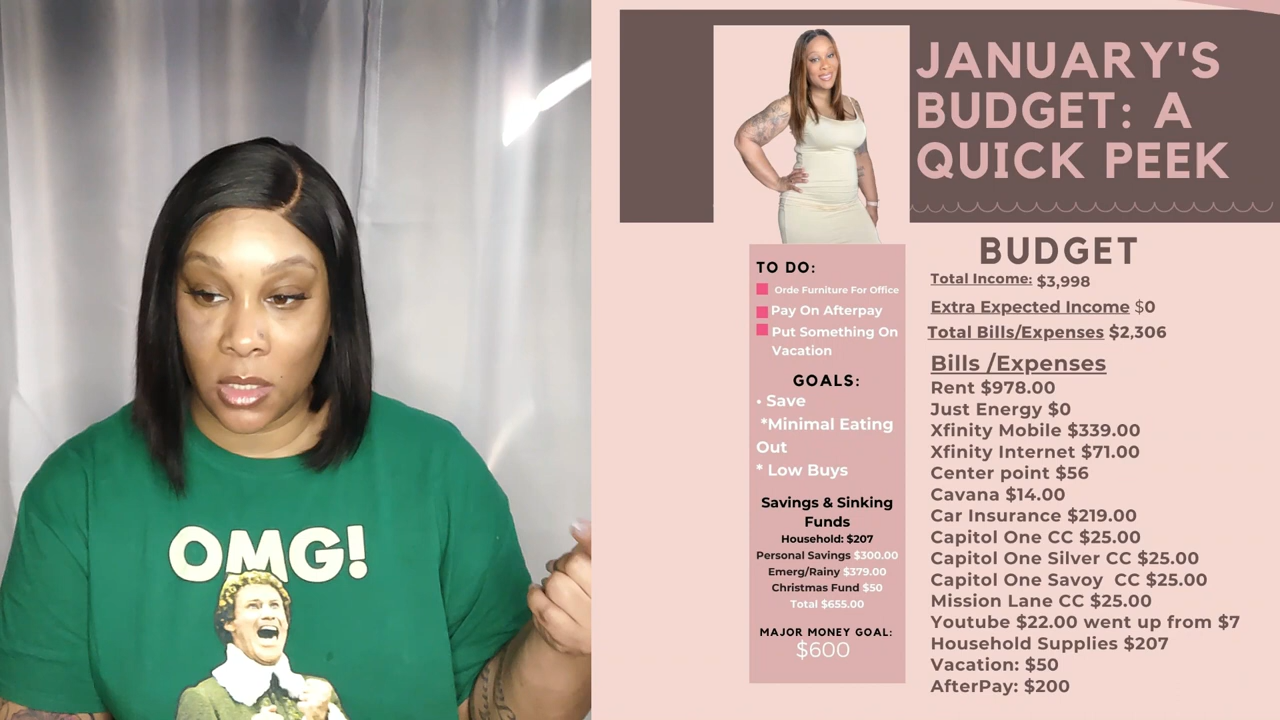 OMG!
JANUARY'S
BUDGET: A
QUICK PEEK
TO DO:
Orde Furniture For Office
Pay On Afterpay
Put Something On
Vacation
GOALS:
• Save
*Minimal Eating
Out
* Low Buys
Savings & Sinking
Funds
Household: $207
Personal Savings $300.00
Emerg/Rainy $379.00
Christmas Fund $50
Total $655.00
MAJOR MONEY GOAL:
$600
BUDGET
Total Income: $3,998
Extra Expected Income $0
Total Bills/Expenses $2,306
Bills /Expenses
Rent $978.00
Just Energy $0
Xfinity Mobile $339.00
Xfinity Internet $71.00
Center point $56
Cavana $14.00
Car Insurance $219.00
Capitol One CC $25.00
Capitol One Silver CC $25.00
Capitol One Savoy  CC $25.00
Mission Lane CC $25.00
Youtube $22.00 went up from $7
Household Supplies $207
Vacation: $50
AfterPay: $200